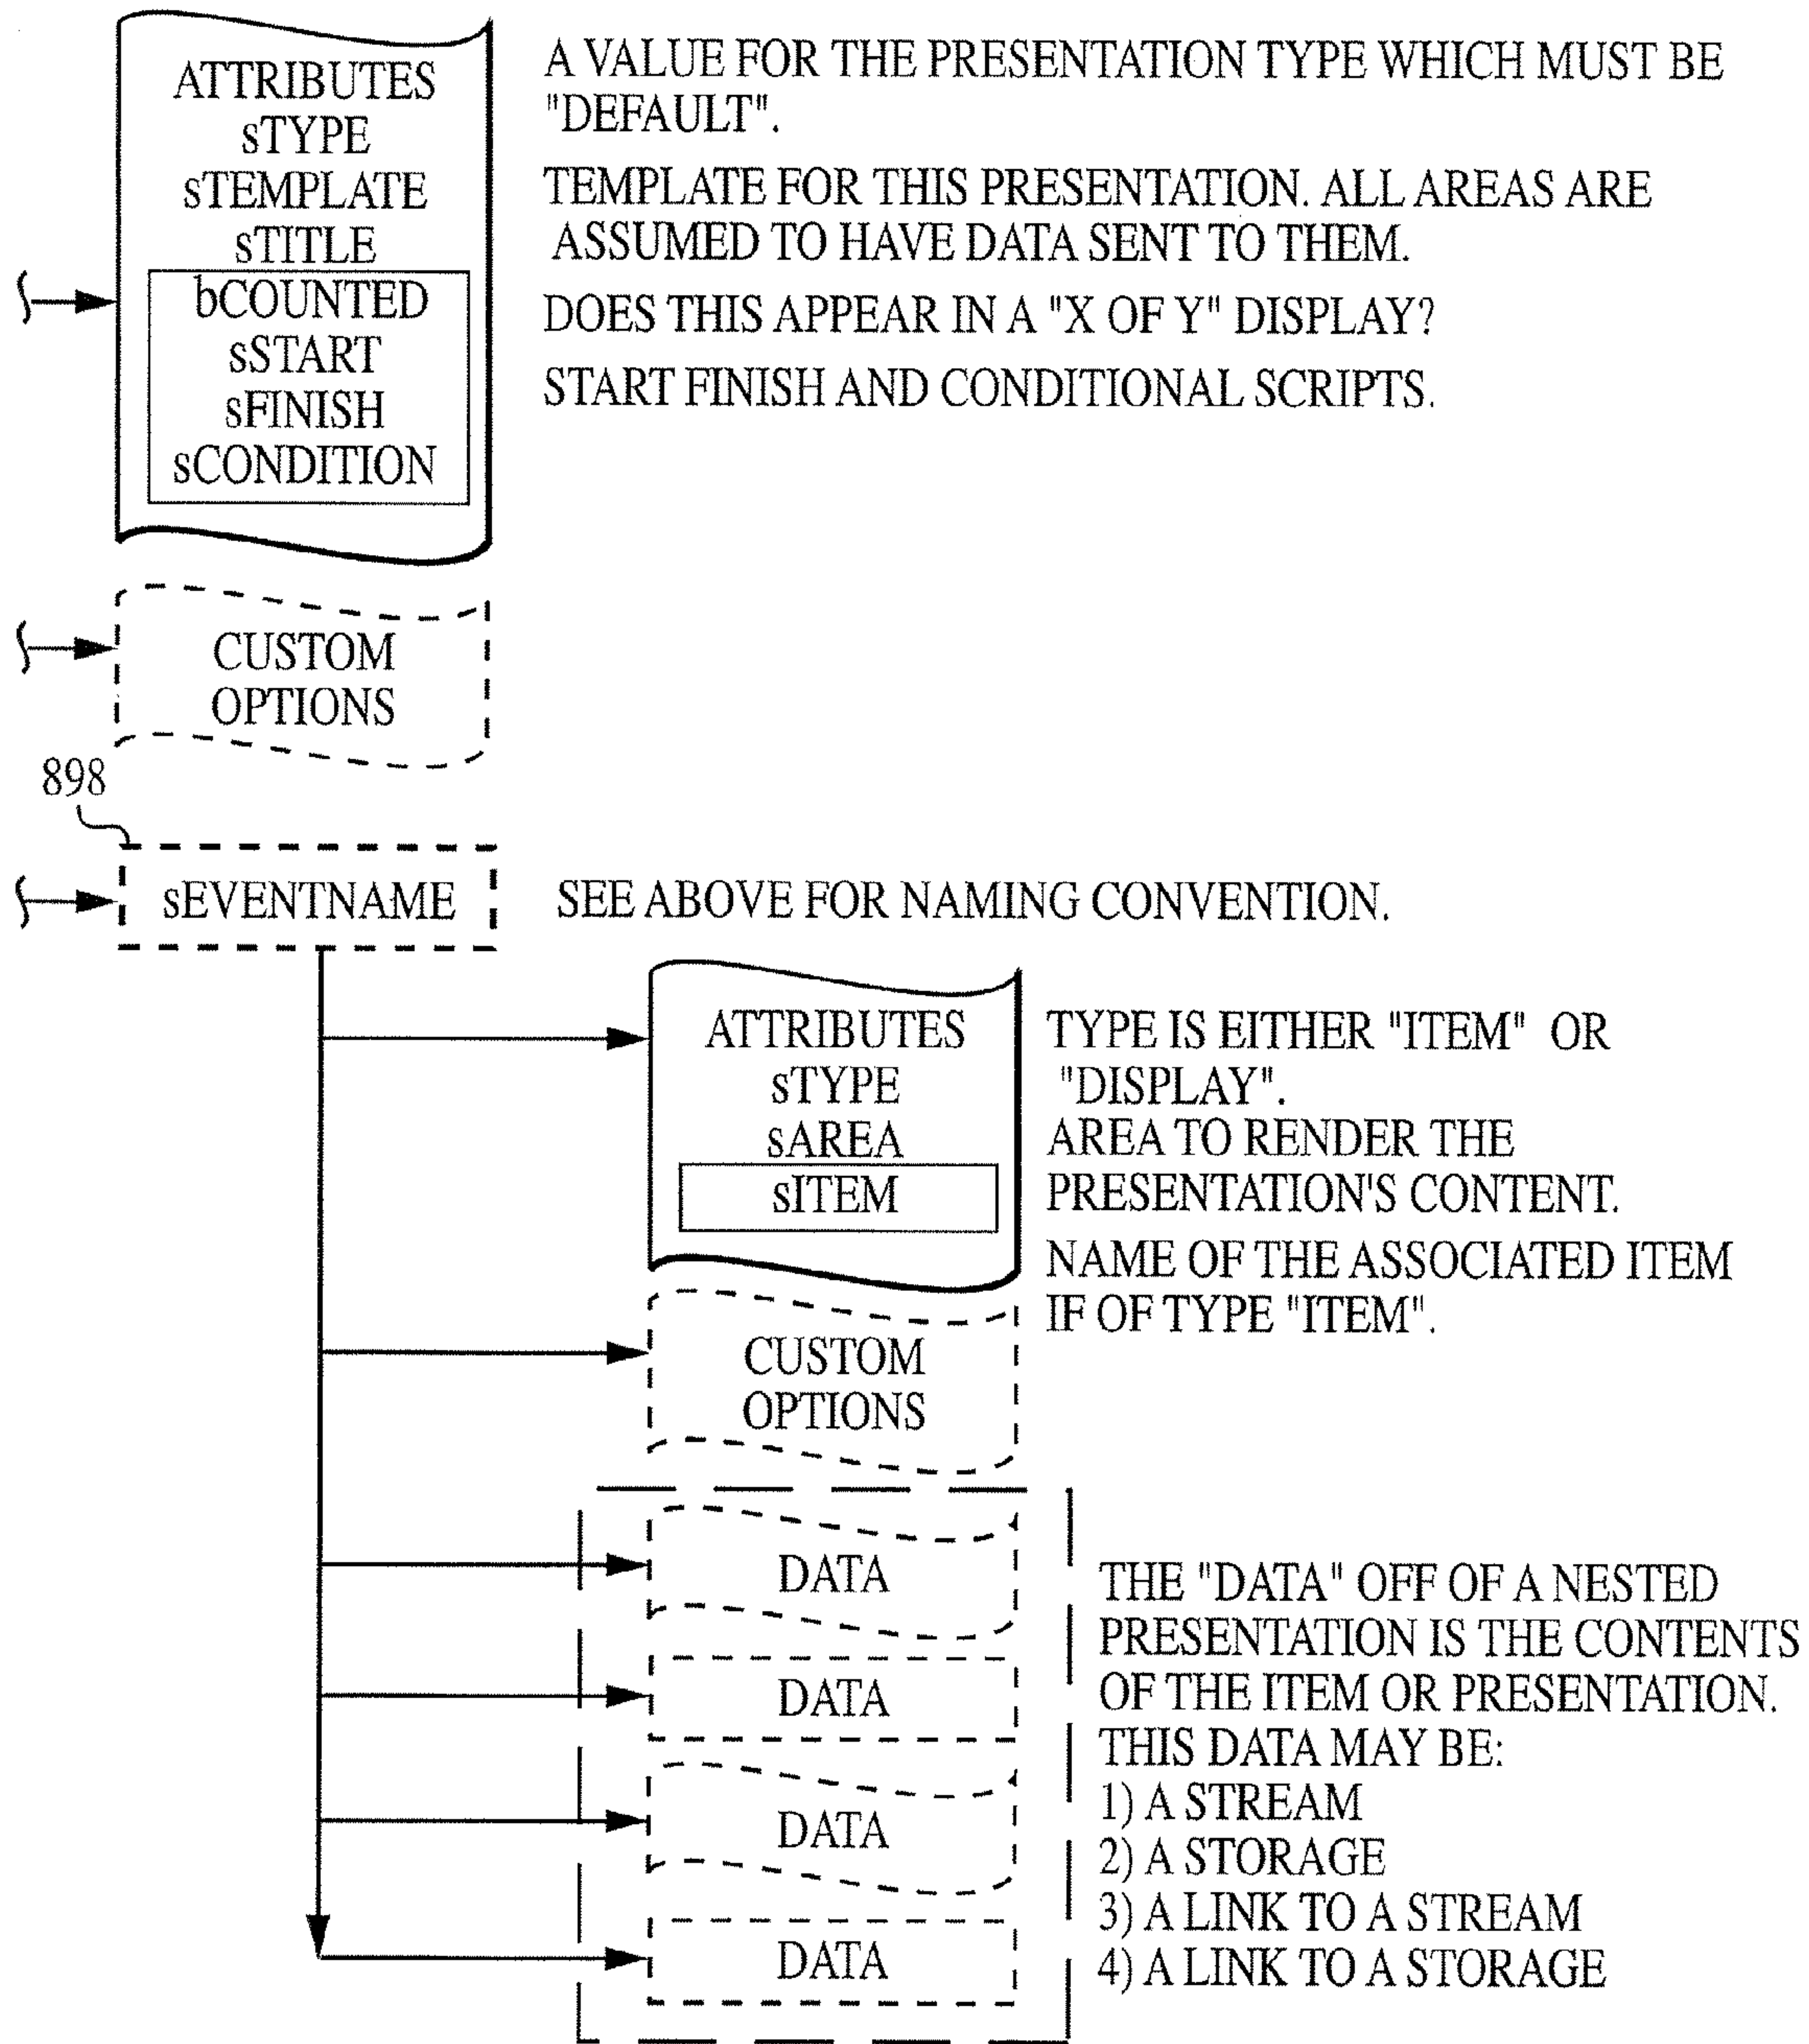 ATTRIBUTES
sTYPE
sTEMPLATE
sTITLE
bCOUNTED
sSTART
sFINISH
sCONDITION
A VALUE FOR THE PRESENTATION TYPE WHICH MUST BE
"DEFAULT".
TEMPLATE FOR THIS PRESENTATION. ALL AREAS ARE
ASSUMED TO HAVE DATA SENT TO THEM.
DOES THIS APPEAR IN A "X OF Y" DISPLAY?
START FINISH AND CONDITIONAL SCRIPTS.
CUSTOM
OPTIONS
898
sEVENTNAME
SEE ABOVE FOR NAMING CONVENTION.
ATTRIBUTES
sTYPE
sAREA
sITEM
TYPE IS EITHER "ITEM" OR
"DISPLAY".
AREA TO RENDER THE
PRESENTATION'S CONTENT.
NAME OF THE ASSOCIATED ITEM
IF OF TYPE "ITEM".
CUSTOM
OPTIONS
DATA
DATA
DATA
DATA
THE "DATA" OFF OF A NESTED
PRESENTATION IS THE CONTENTS
OF THE ITEM OR PRESENTATION.
THIS DATA MAY BE:
1) A STREAM
2) A STORAGE
3) A LINK TO A STREAM
4) A LINK TO A STORAGE